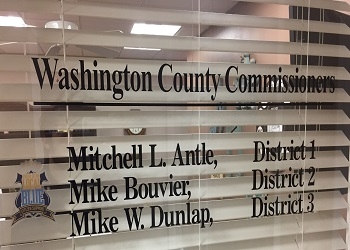 Washington County Commissioners
Mitchell L. Antle, District 1
Mike Bouvier, District 2
Mike W. Dunlap, District 3